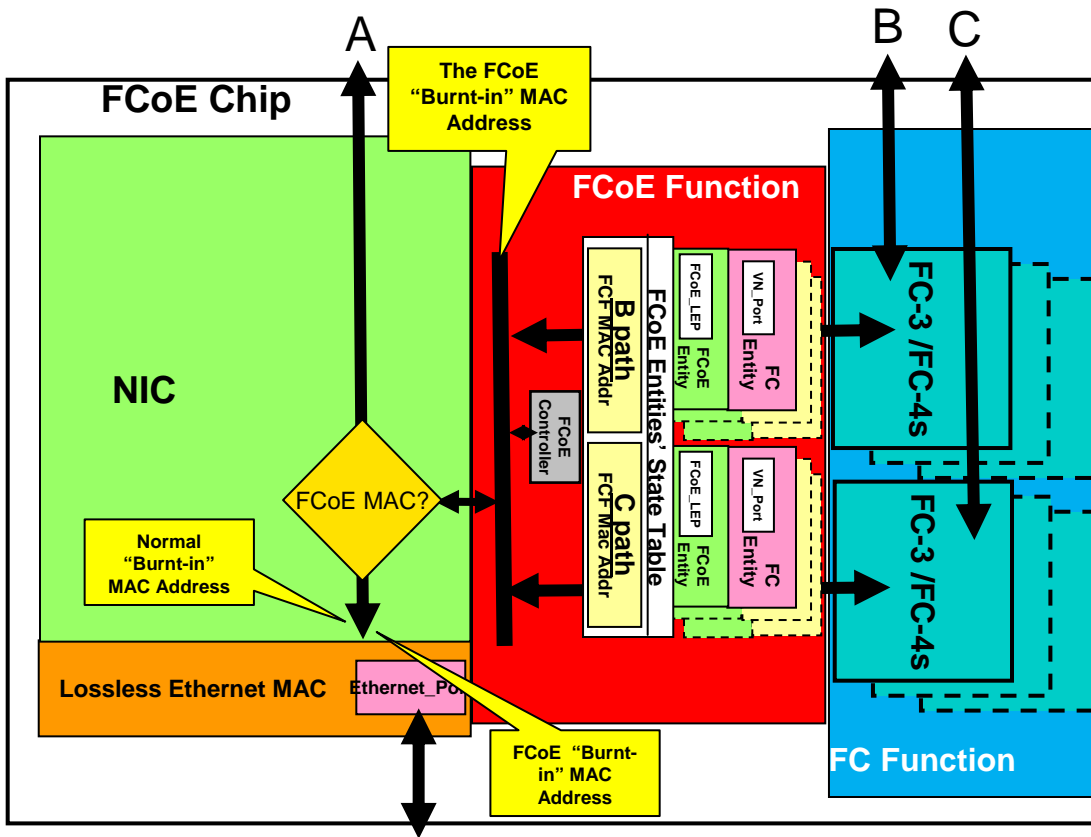 A
B
C
FCoE Chip
The FCoE
“Burnt-in” MAC
Address
FCoE Function
NIC
FCoE MAC?
Normal
“Burnt-in”
MAC Address
Lossless Ethernet MAC
Ethernet_Por
FCoE “Burnt-
in” MAC
Address
FCoE
Controller
B path
FCF MAC Addr
C path
FCF Mac Addr
FCoE Entities’ State Table
FCoE_LEP
FCoE
Entity
VN_Port
FC
Entity
FCoE_LEP
FCoE
Entity
VN_Port
FC
Entity
FC-3 /FC-4s
FC-3 /FC-4s
FC Function